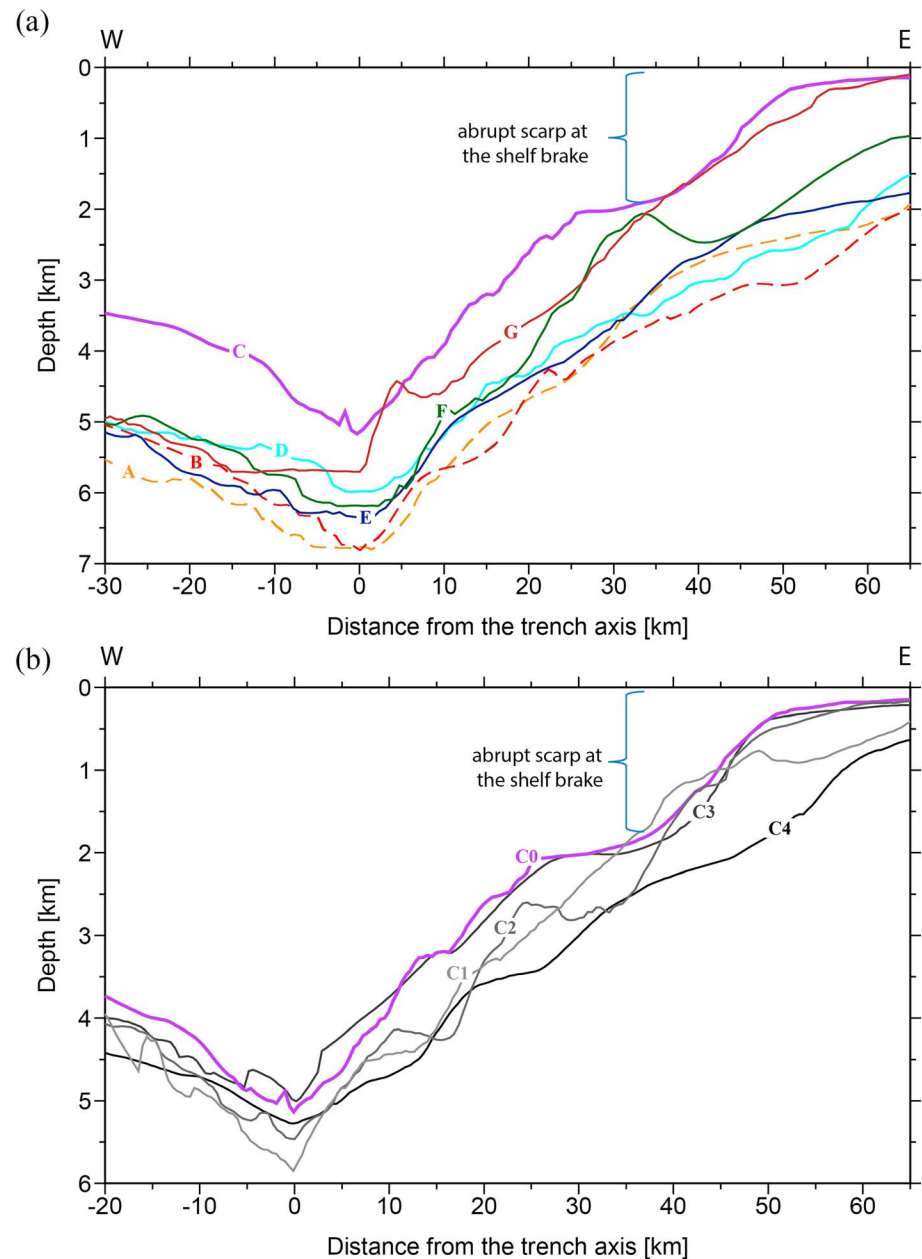 (a)
W E
0
1
2
3
4
5
6
7
Depth [km]
abrupt scarp at
the shelf brake
C
G
F
D
B
A
E
-30 -20 -10 0 10 20 30 40 50 60
Distance from the trench axis [km]
(b)
W E
0
1
2
3
4
5
6
Depth [km]
abrupt scarp at
the shelf brake
C3
C4
C0
C2
C1
-20 -10 0 10 20 30 40 50 60
Distance from the trench axis [km]